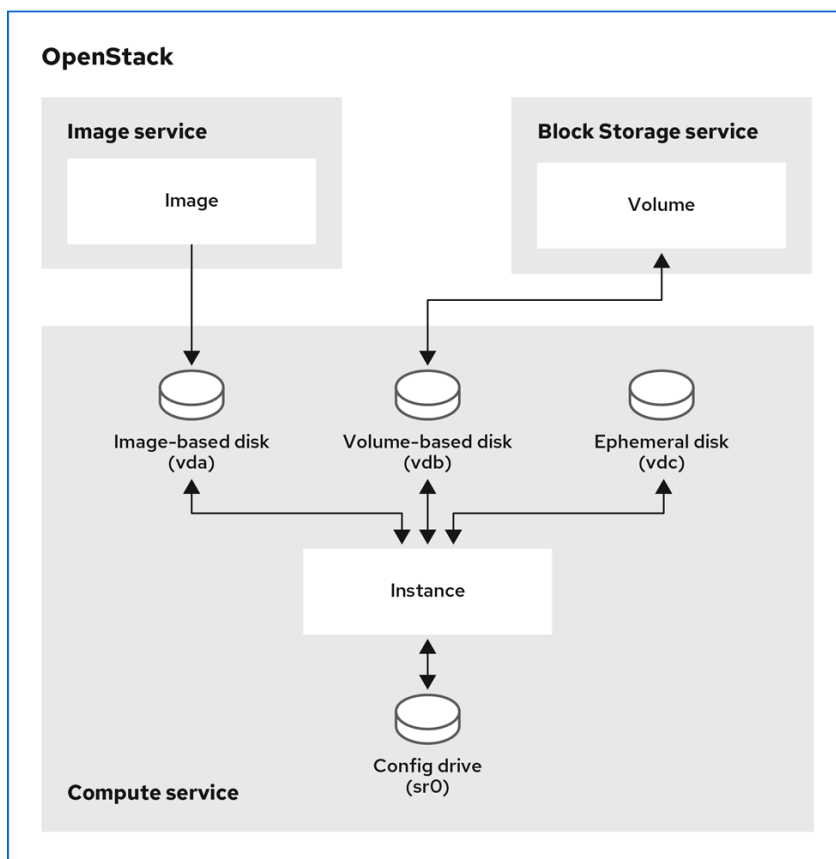 OpenStack
Image service
Block Storage service
Image
Volume
Image-based disk
(vda)
Volume-based disk
(vdb)
Ephemeral disk
(vdc)
Instance
Config drive
(sr0)
Compute service